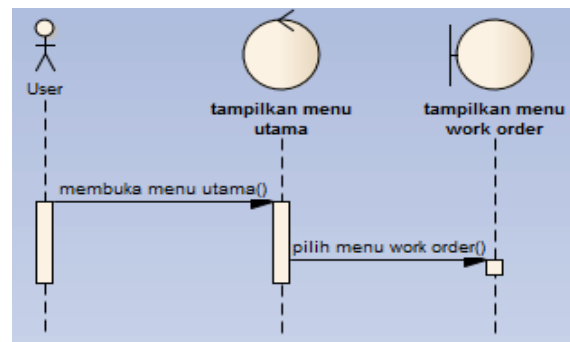 User
tampilkan menu
utama
tampilkan menu
work order
membuka menu utama()
pilih menu work order()